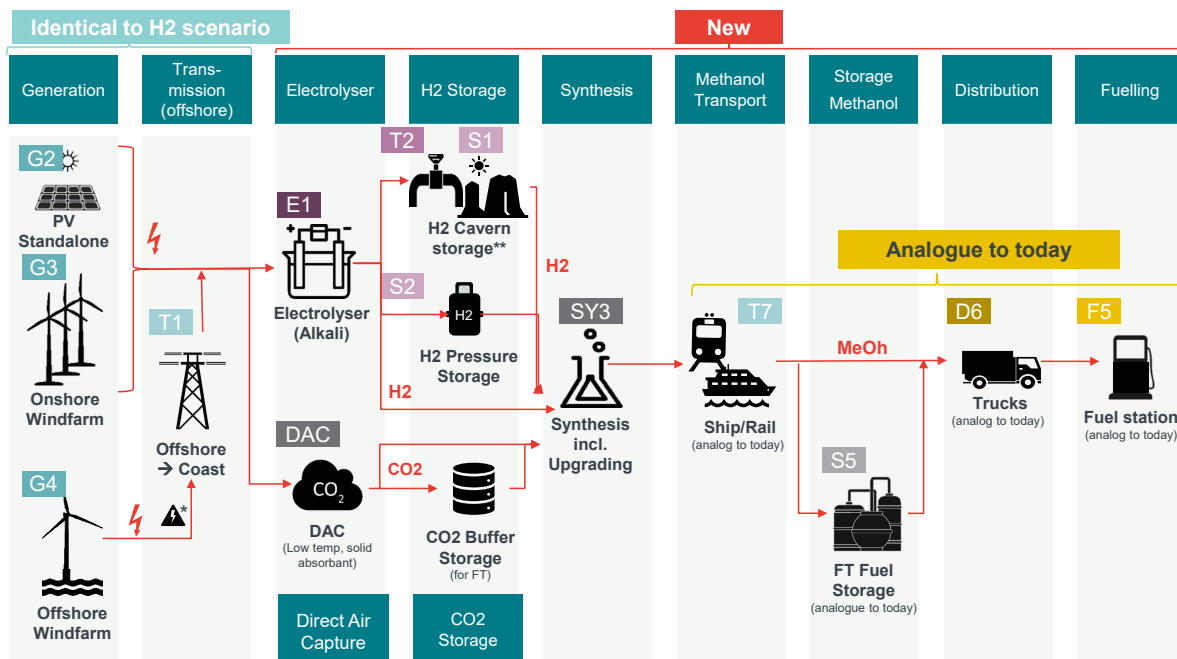 Identical to H2 scenario
New
Generation
Trans-
mission
(offshore)
Electrolyser
H2 Storage
Synthesis
Methanol
Transport
Storage
Methanol
Distribution
Fuelling
G2
PV
Standalone
G3
Onshore
Windfarm
G4
Offshore
Windfarm
T1
Offshore
→ Coast
*
E1
Electrolyser
(Alkali)
H2
DAC
CO2
DAC
(Low temp, solid
absorbant)
Direct Air
Capture
T2
S1
H2 Cavern
storage**
S2
H2
H2 Pressure
Storage
CO2
CO2 Buffer
Storage
(for FT)
CO2
Storage
H2
SY3
Synthesis
incl.
Upgrading
Analogue to today
T7
Ship/Rail
(analog to today)
MeOh
S5
FT Fuel
Storage
(analogue to today)
D6
Trucks
(analog to today)
F5
Fuel station
(analog to today)